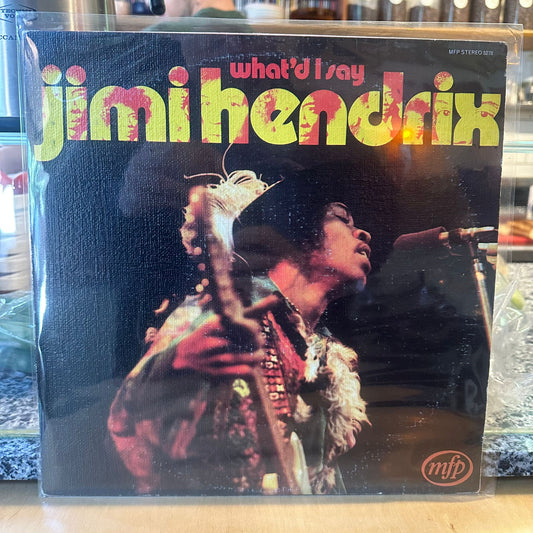 what'd I say
MFP STEREO 5278
jimi hendrix
mfp